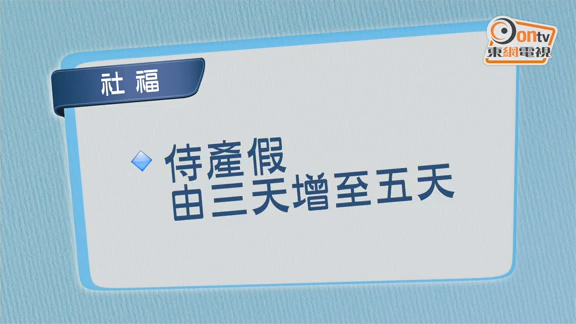 ontv
東網電視
社福
侍產假
由三天增至五天